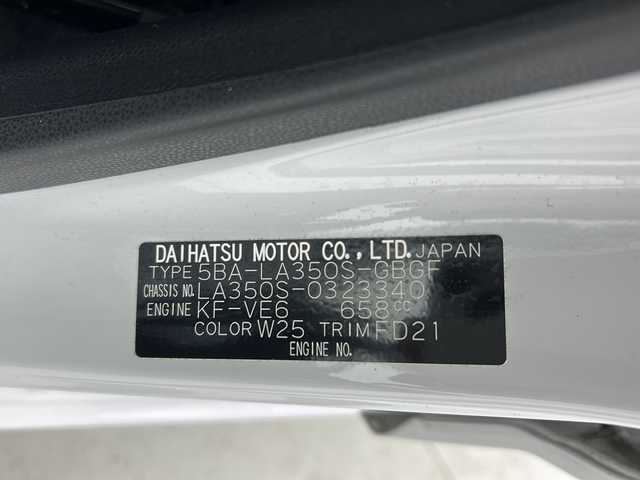 DAIHATSU MOTOR CO., LTD. JAPAN
TYPE 5BA-LA350S-GBGF
CHASSIS NO. LA350S-0323340
ENGINE KF-VE6 658cc
COLOR W25 TRIM FD21
ENGINE NO.